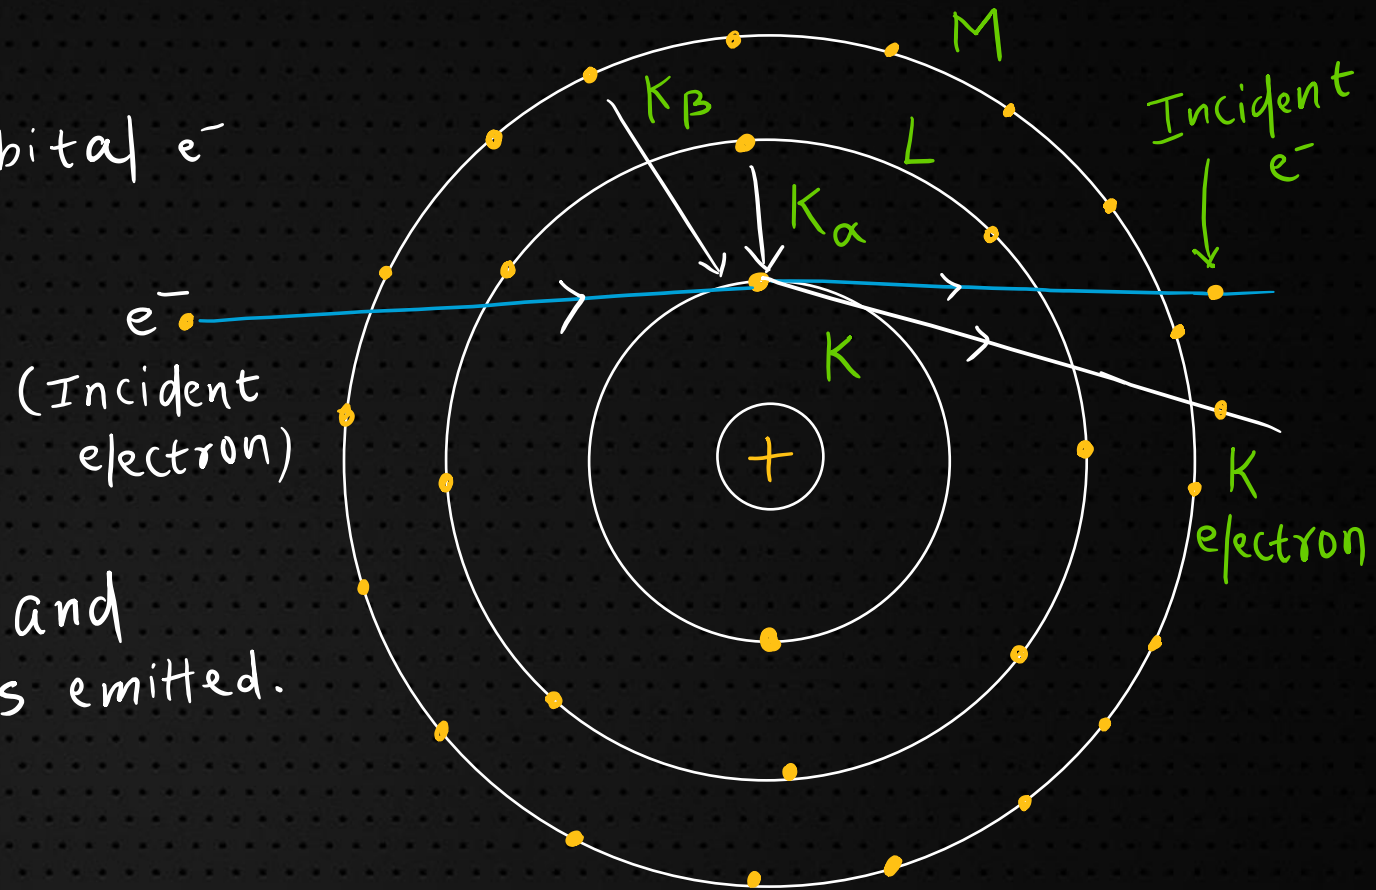 bital e⁻
e⁻
(Incident
electron)
and
s emitted.
M
Kβ
L
Kα
K
+
Incident
e⁻
K
electron